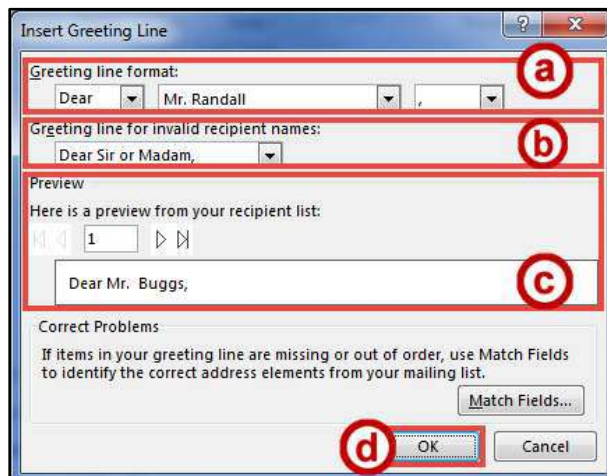 Insert Greeting Line
Greeting line format:
a
Dear Mr. Randall ,
Greeting line for invalid recipient names:
b
Dear Sir or Madam,
Preview
Here is a preview from your recipient list:
1
Dear Mr.  Buggs,
c
Correct Problems
If items in your greeting line are missing or out of order, use Match Fields
to identify the correct address elements from your mailing list.
Match Fields...
d OK Cancel